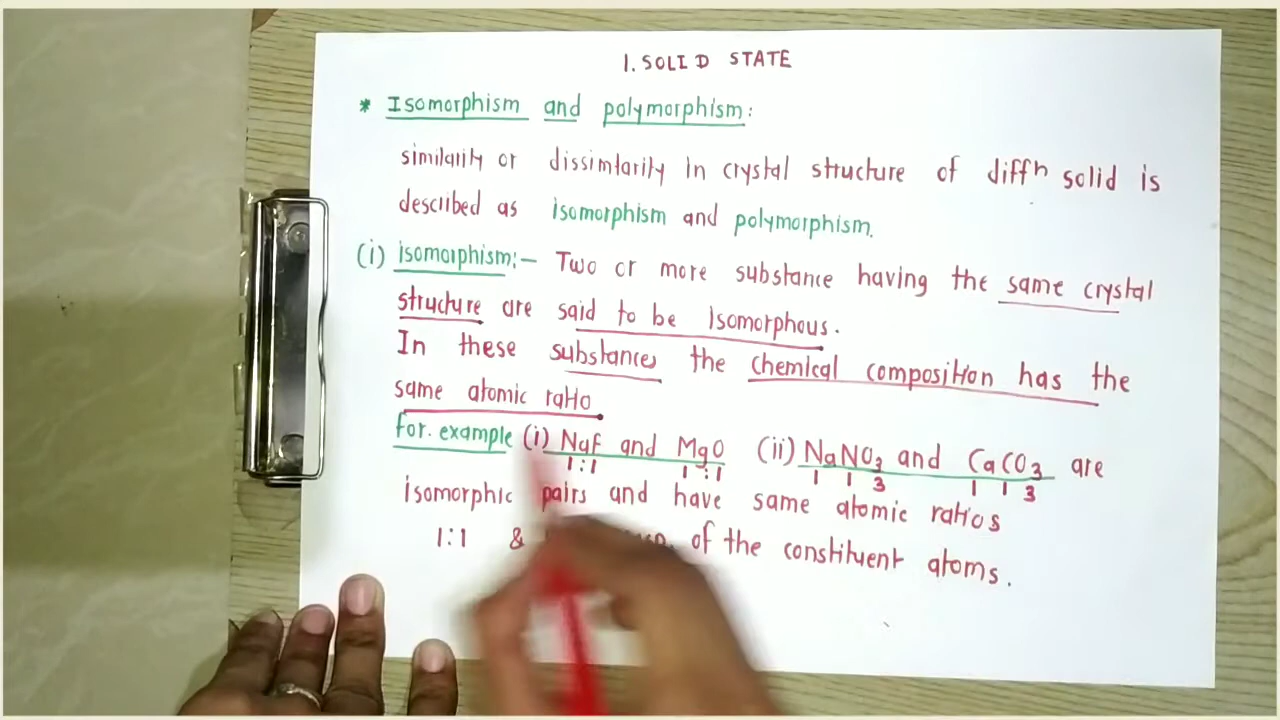 1. SOLID STATE
* Isomorphism and polymorphism:
similarity or dissimilarity in crystal structure of diffn solid is
described as isomorphism and polymorphism.
(i) isomorphism:- Two or more substance having the same crystal
structure are said to be Isomorphous.
In these substances the chemical composition has the
same atomic ratio
for. example (i) Naf and MgO (ii) NaNO3 and CaCO3 are
1:1 1:1 1 1 3 1 1 3
isomorphic pairs and have same atomic ratios
1:1 & of the constituent atoms.